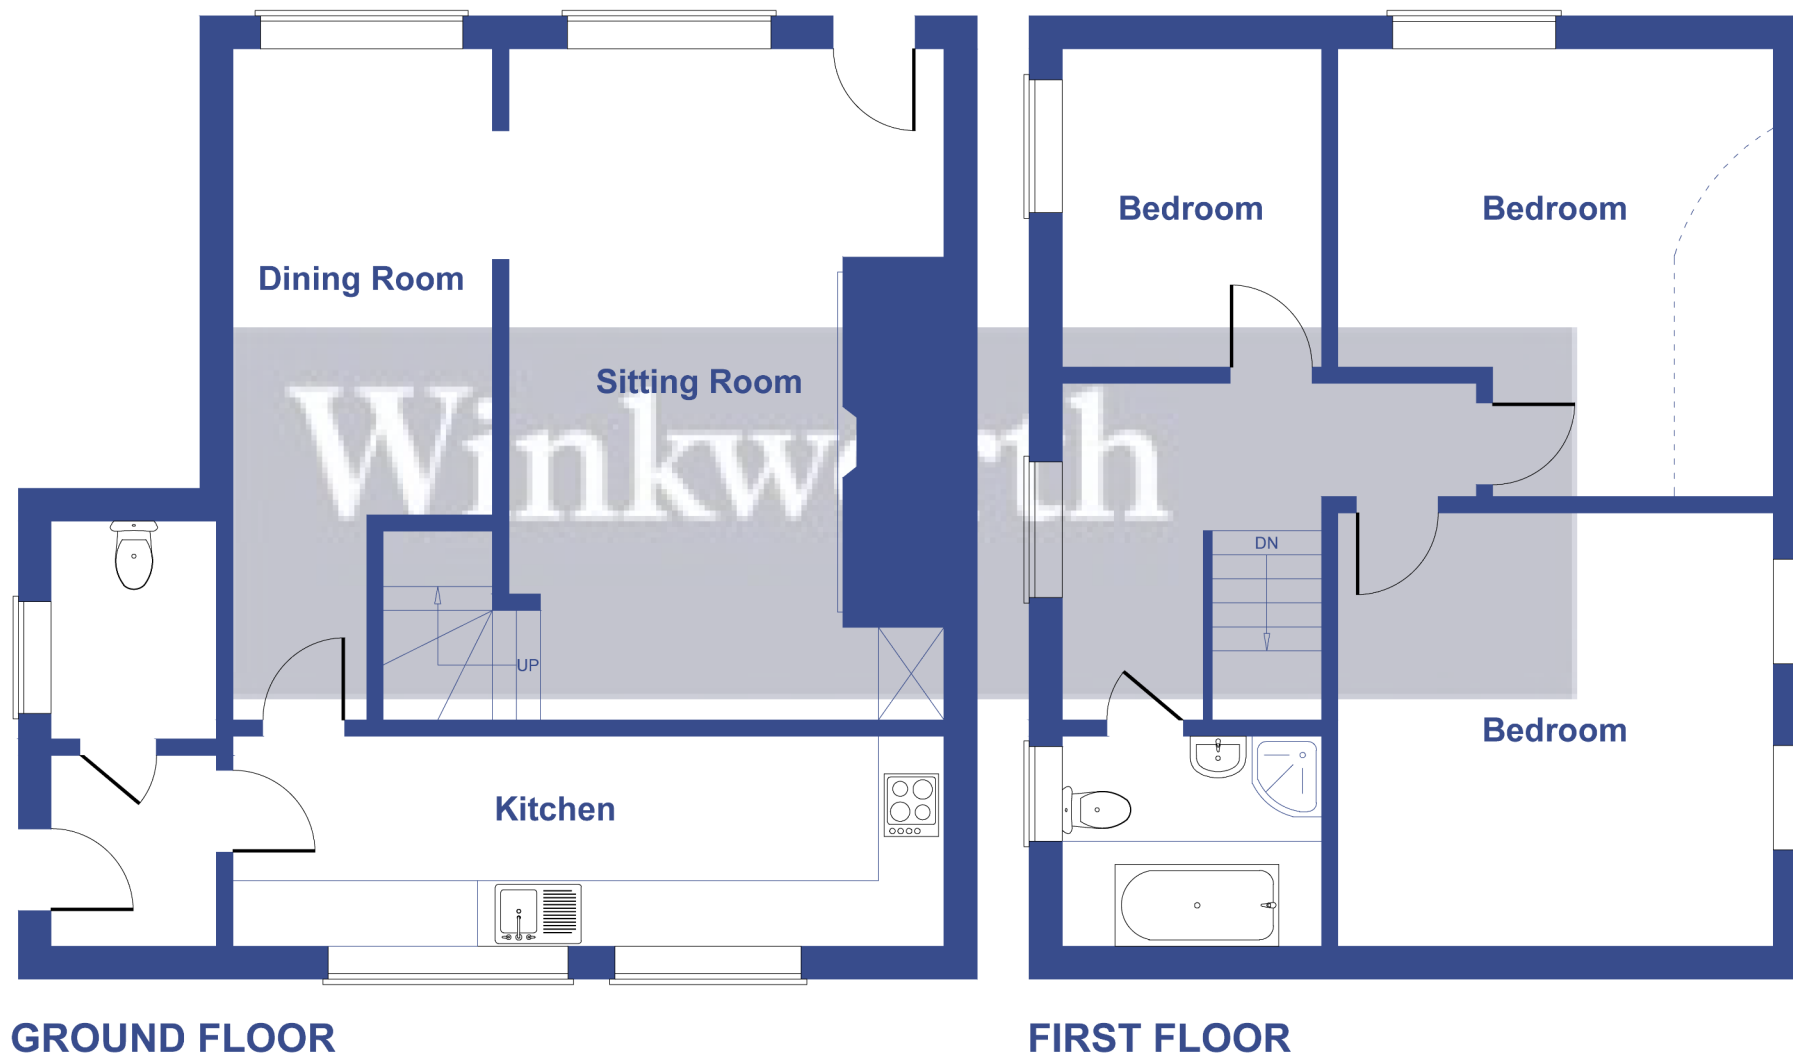 Bedroom
Bedroom
Dining Room
Sitting Room
Winkworth
DN
UP
Bedroom
Kitchen
GROUND FLOOR
FIRST FLOOR